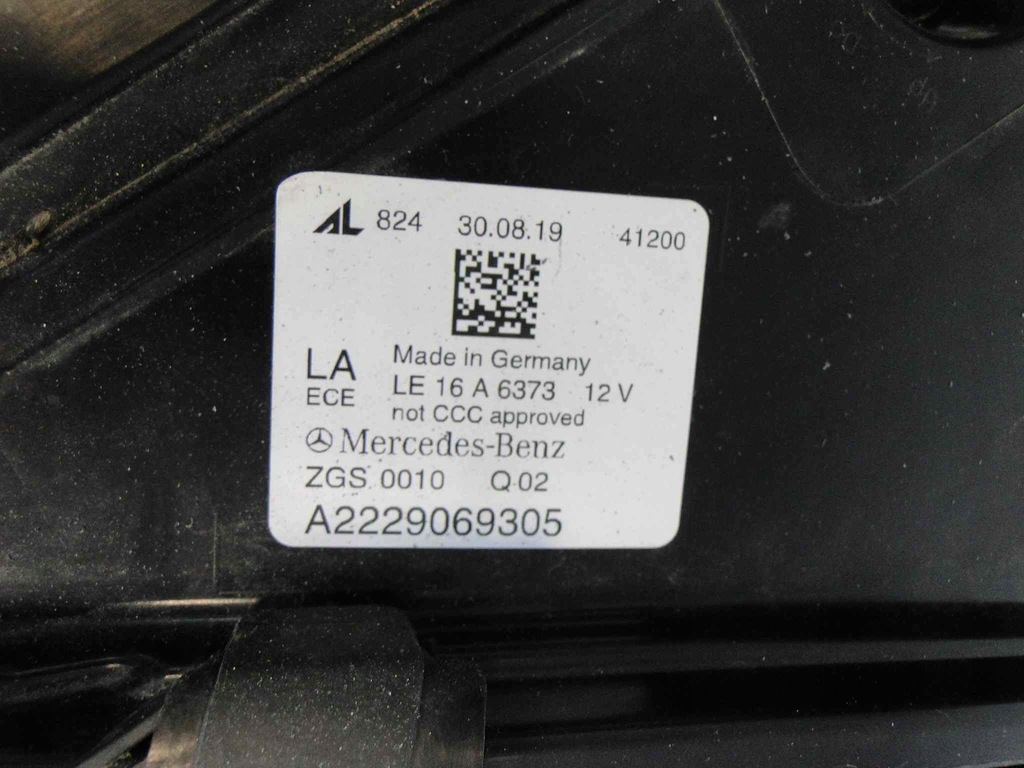 AL 824 30.08.19 41200
LA Made in Germany
ECE LE 16 A 6373 12 V
not CCC approved
Mercedes-Benz
ZGS 0010 Q 02
A2229069305